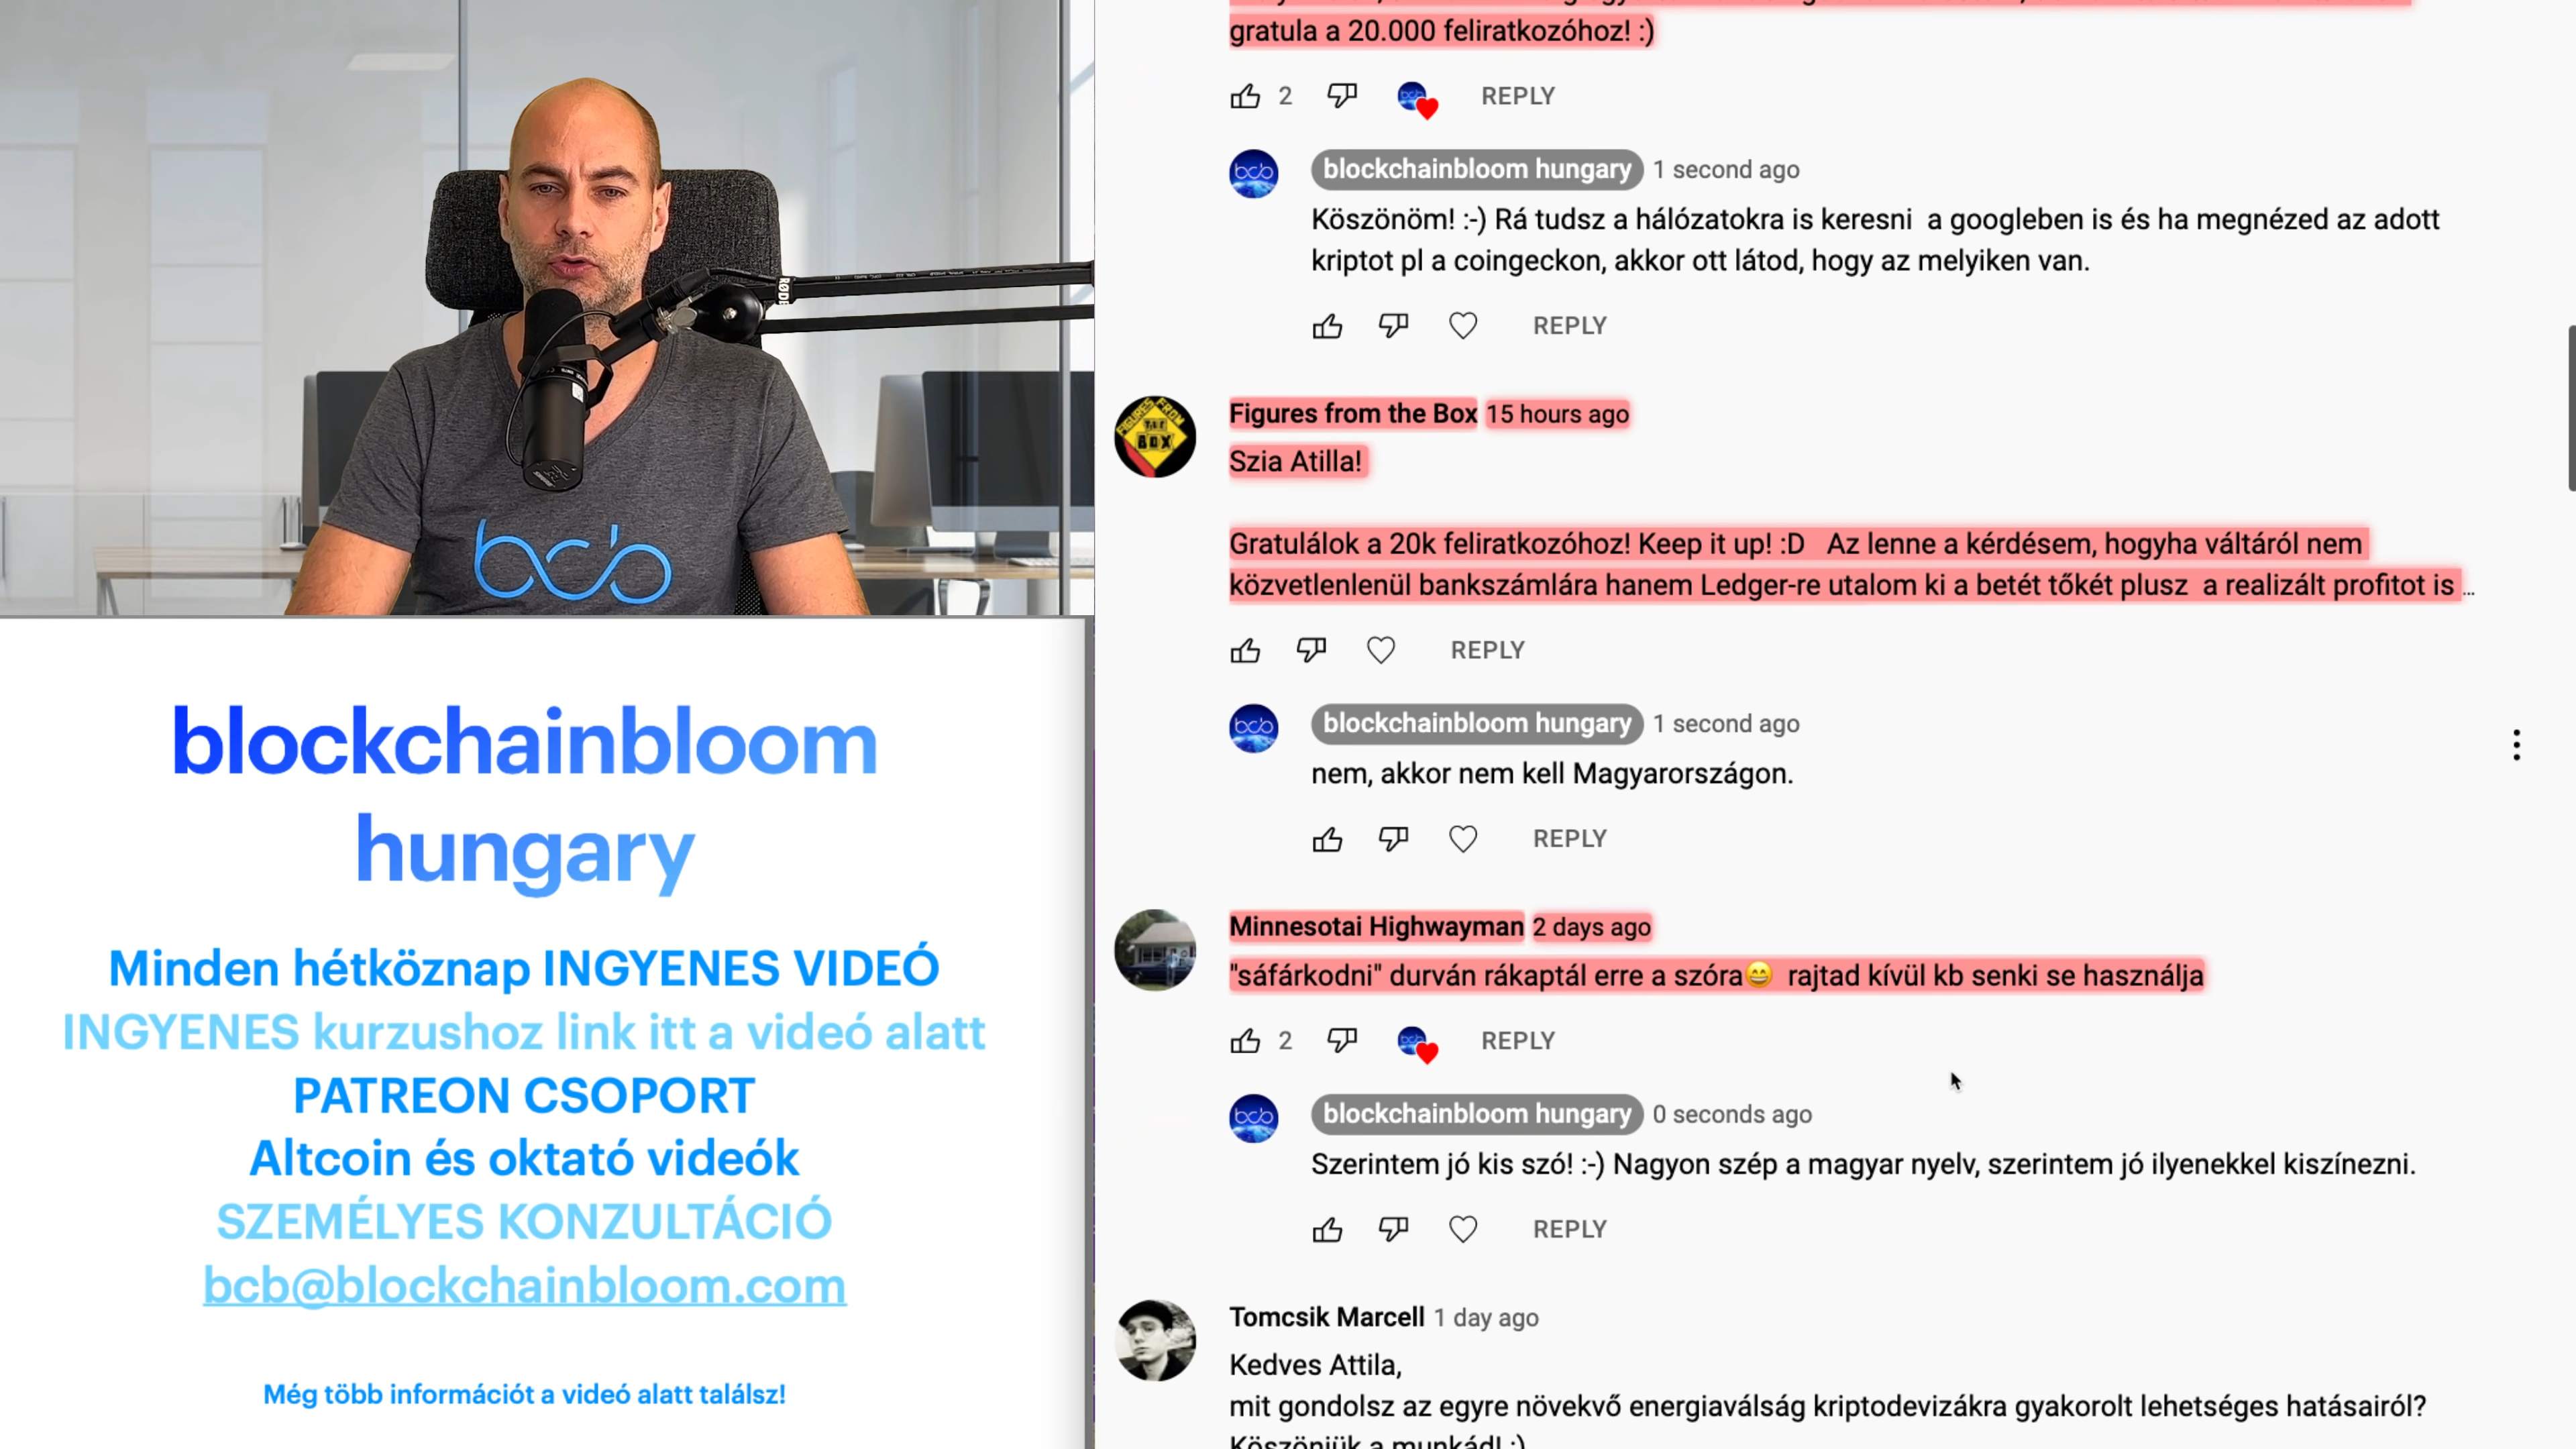 gratula a 20.000 feliratkozóhoz! :)
2 REPLY
blockchainbloom hungary 1 second ago
Köszönöm! :-) Rá tudsz a hálózatokra is keresni a googleben is és ha megnézed az adott
kriptot pl a coingeckon, akkor ott látod, hogy az melyiken van.
REPLY
Figures from the Box 15 hours ago
Szia Atilla!
Gratulálok a 20k feliratkozóhoz! Keep it up! :D Az lenne a kérdésem, hogyha váltáról nem
közvetlenlenül bankszámlára hanem Ledger-re utalom ki a betét tőkét plusz a realizált profitot is ...
REPLY
blockchainbloom hungary 1 second ago
nem, akkor nem kell Magyarországon.
REPLY
Minnesotai Highwayman 2 days ago
"sáfárkodni" durván rákaptál erre a szóra😄 rajtad kívül kb senki se használja
2 REPLY
blockchainbloom hungary 0 seconds ago
Szerintem jó kis szó! :-) Nagyon szép a magyar nyelv, szerintem jó ilyenekkel kiszínezni.
REPLY
Tomcsik Marcell 1 day ago
Kedves Attila,
mit gondolsz az egyre növekvő energiaválság kriptodevizákra gyakorolt lehetséges hatásairól?
Köszönjük a munkád! :)
RØDE
bcb
blockchainbloom
hungary
Minden hétköznap INGYENES VIDEÓ
INGYENES kurzushoz link itt a videó alatt
PATREON CSOPORT
Altcoin és oktató videók
SZEMÉLYES KONZULTÁCIÓ
bcb@blockchainbloom.com
Még több információt a videó alatt találsz!